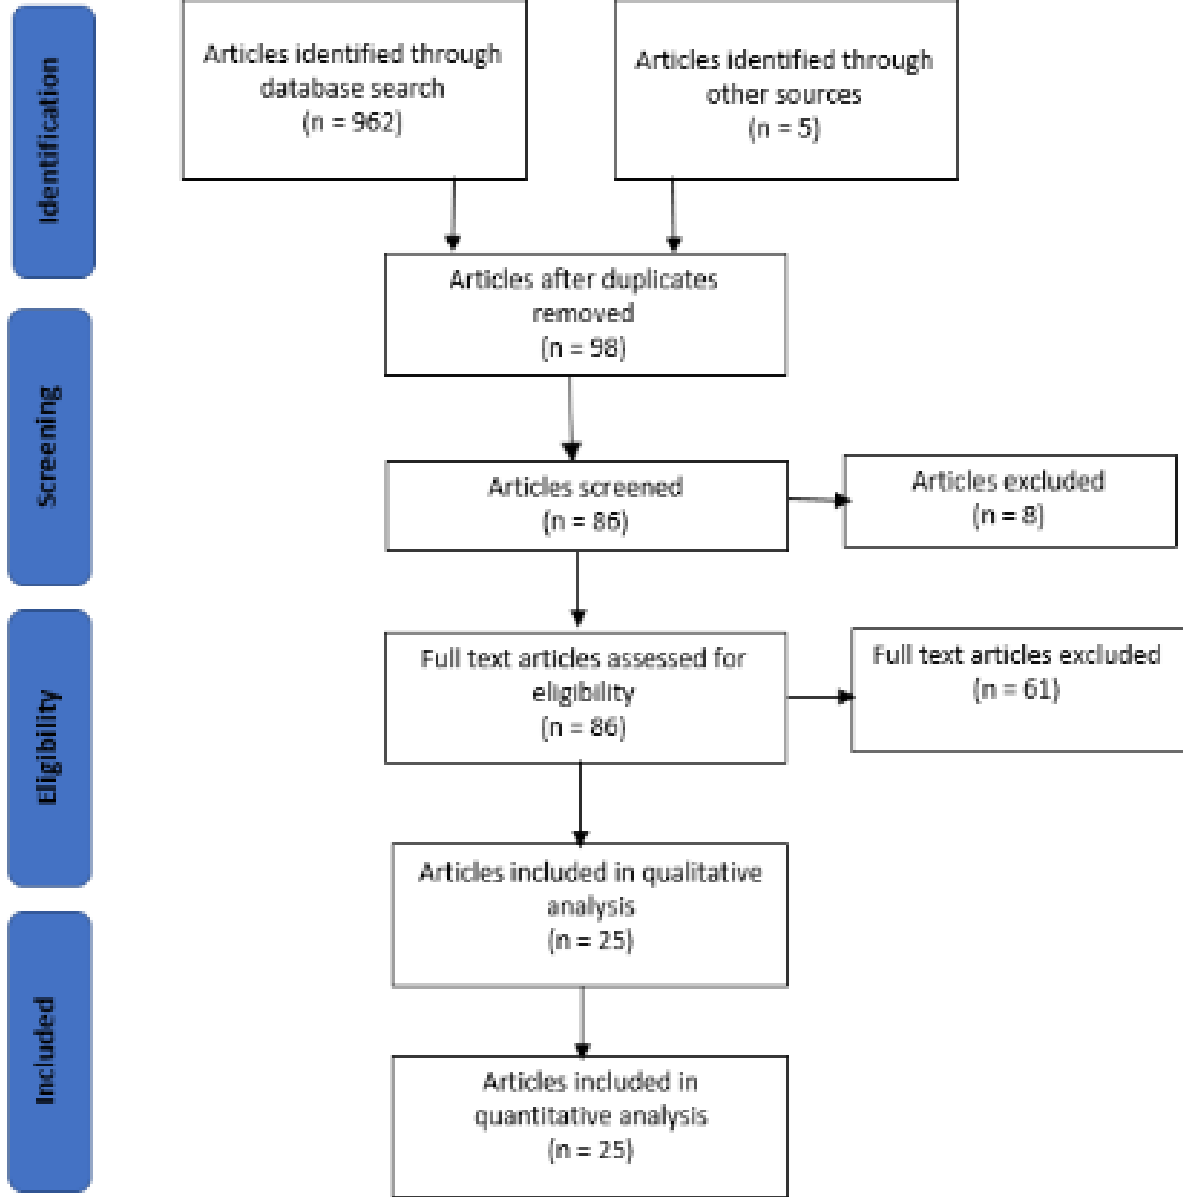 Identification
Articles identified through
database search
(n = 962)
Articles identified through
other sources
(n = 5)
Articles after duplicates
removed
(n = 98)
Screening
Articles screened
(n = 86)
Articles excluded
(n = 8)
Eligibility
Full text articles assessed for
eligibility
(n = 86)
Full text articles excluded
(n = 61)
Articles included in qualitative
analysis
(n = 25)
Included
Articles included in
quantitative analysis
(n = 25)